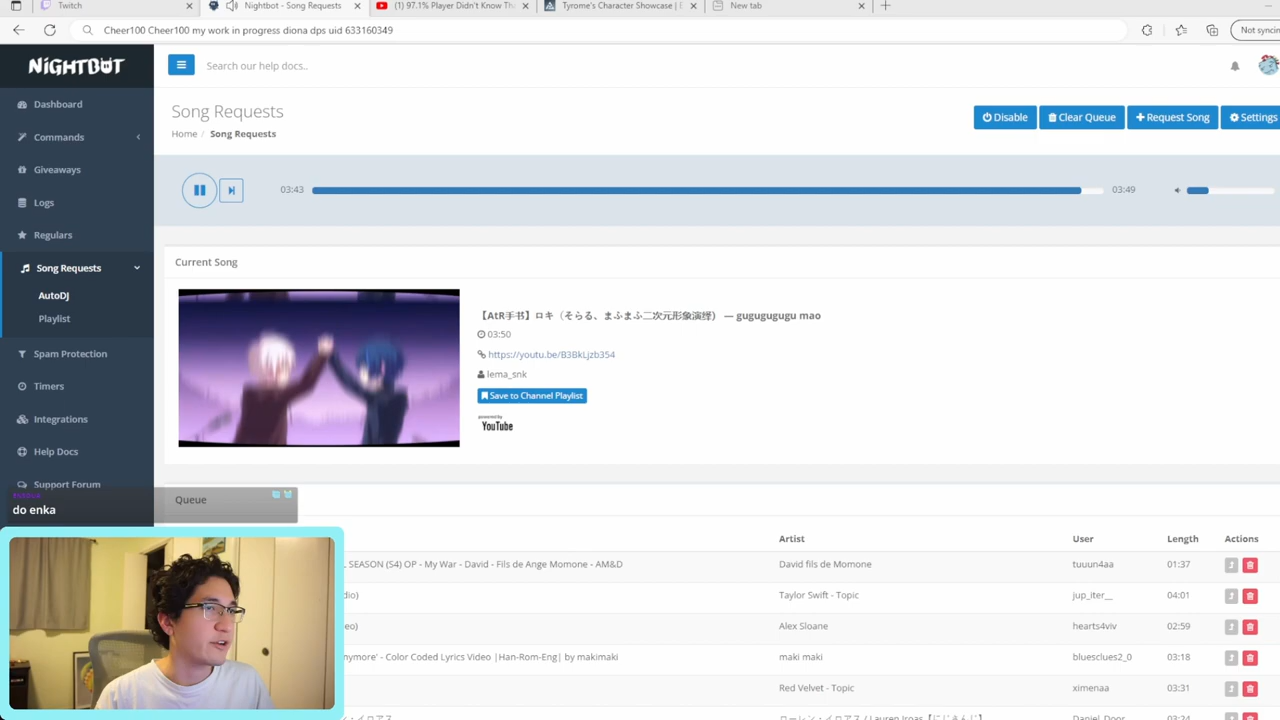 Twitch
Nightbot - Song Requests
(1) 97.1% Player Didn't Know Th
Tyrome's Character Showcase | E
New tab
Cheer100 Cheer100 my work in progress diona dps uid 633160349
Not syncin
NIGHTBOT
Search our help docs..
Dashboard
Commands
Giveaways
Logs
Regulars
Song Requests
AutoDJ
Playlist
Spam Protection
Timers
Integrations
Help Docs
Support Forum
Song Requests
Home / Song Requests
Disable
Clear Queue
Request Song
Settings
03:43
03:49
Current Song
【AtR手书】ロキ（そらる、まふまふ二次元形象演绎） — gugugugugu mao
03:50
https://youtu.be/B3BkLjzb354
lema_snk
Save to Channel Playlist
powered by
YouTube
do enka
Queue
Artist User Length Actions
SEASON (S4) OP - My War - David - Fils de Ange Momone - AM&D David fils de Momone tuuun4aa 01:37
dio) Taylor Swift - Topic jup_iter__ 04:01
eo) Alex Sloane hearts4viv 02:59
nymore' - Color Coded Lyrics Video |Han-Rom-Eng| by makimaki maki maki bluesclues2_0 03:18
Red Velvet - Topic ximenaa 03:31